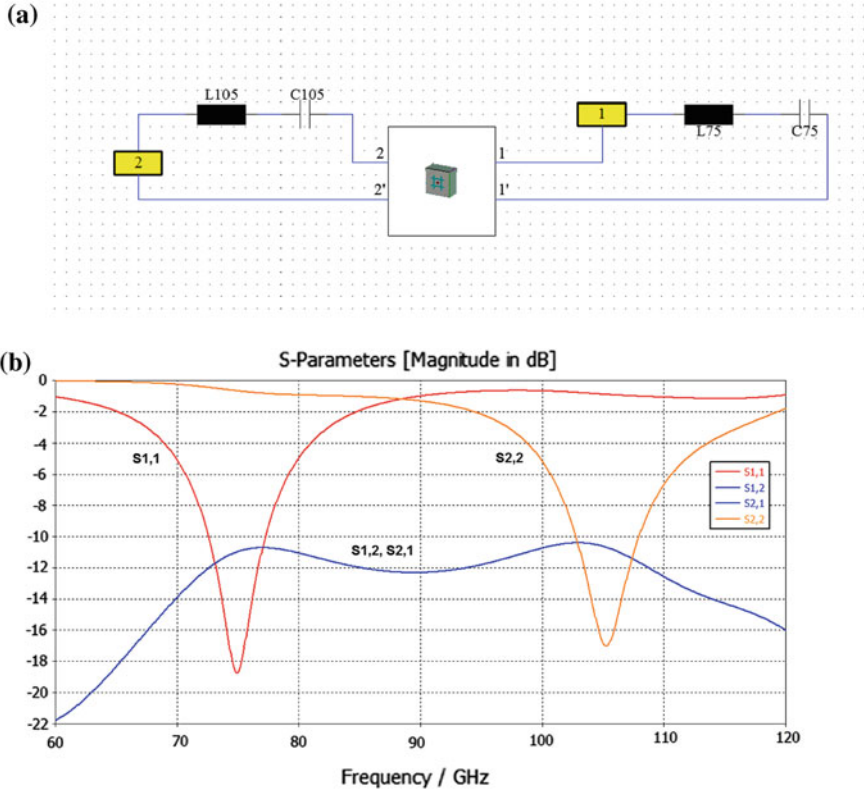 (a)
L105
C105
1
L75
C75
2
2
1
2'
1'
(b)
S-Parameters [Magnitude in dB]
0
-2
-4
-6
-8
-10
-12
-14
-16
-18
-20
-22
S1,1
S2,2
S1,2, S2,1
S1,1
S1,2
S2,1
S2,2
60
70
80
90
100
110
120
Frequency / GHz